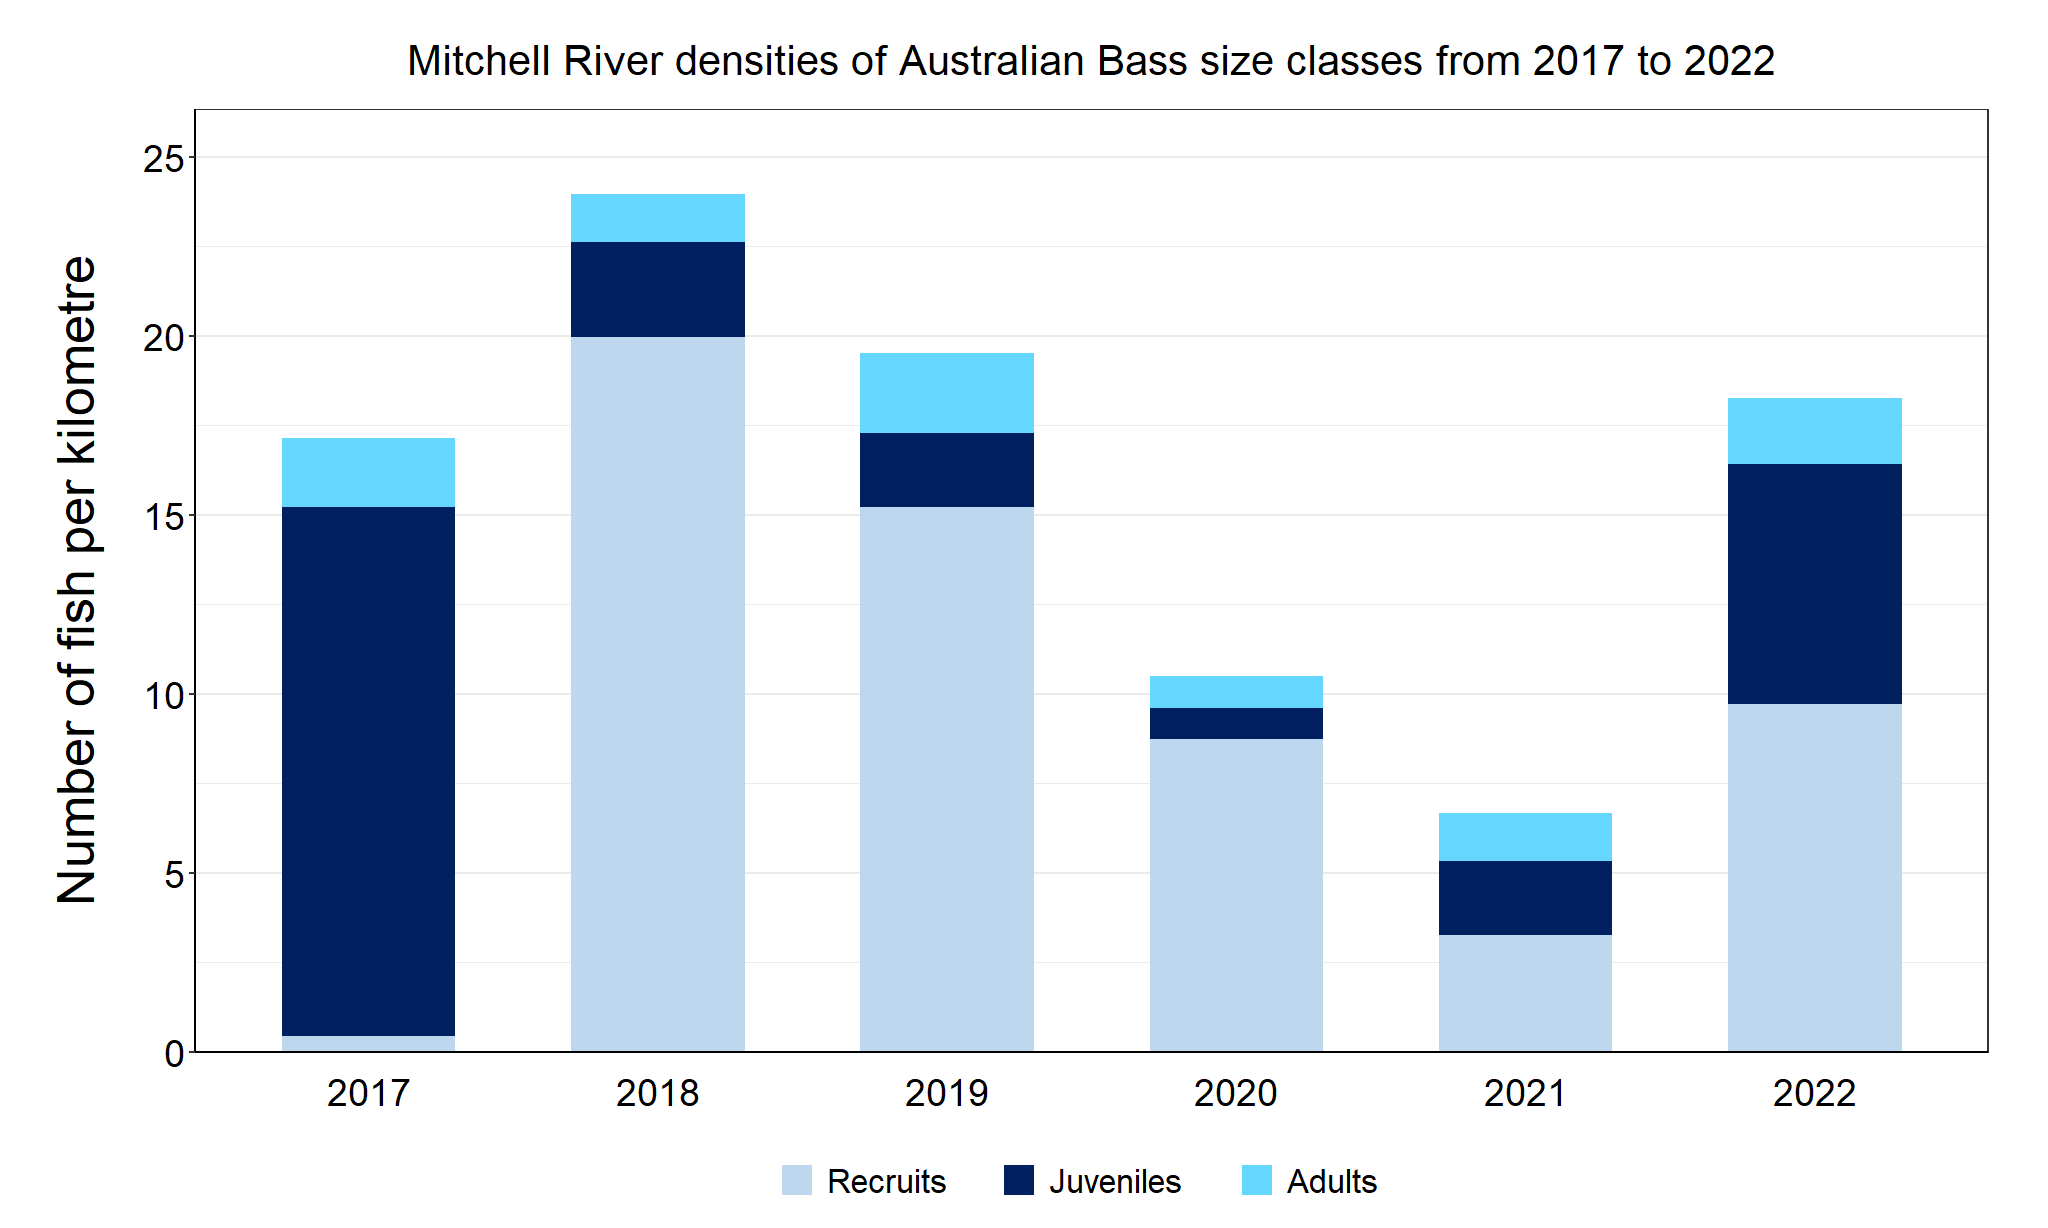 Mitchell River densities of Australian Bass size classes from 2017 to 2022
Number of fish per kilometre
25
20
15
10
5
0
2017 2018 2019 2020 2021 2022
Recruits Juveniles Adults